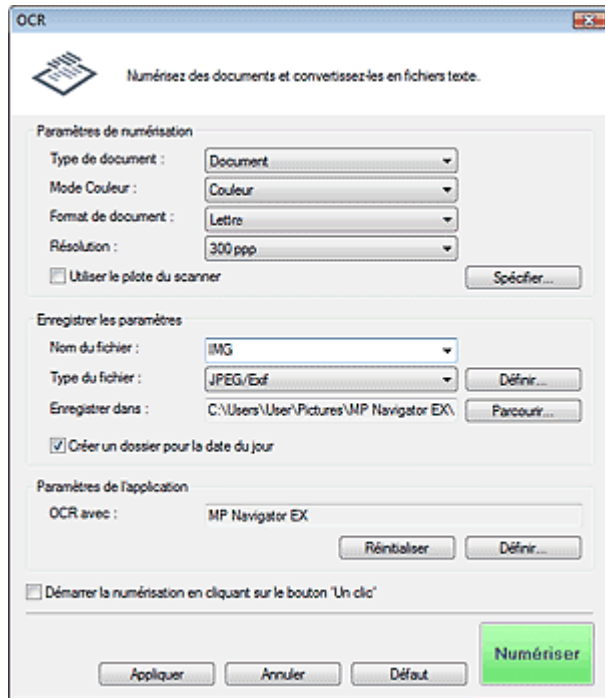 OCR
Numérisez des documents et convertissez-les en fichiers texte.
Paramètres de numérisation
Type de document : Document
Mode Couleur : Couleur
Format de document : Lettre
Résolution : 300 ppp
Utiliser le pilote du scanner Spécifier...
Enregistrer les paramètres
Nom du fichier : IMG
Type du fichier : JPEG/Exif Définir...
Enregistrer dans : C:\Users\User\Pictures\MP Navigator EX\ Parcourir...
Créer un dossier pour la date du jour
Paramètres de l'application
OCR avec : MP Navigator EX
Réinitialiser Définir...
Démarrer la numérisation en cliquant sur le bouton "Un clic"
Numériser
Appliquer Annuler Défaut